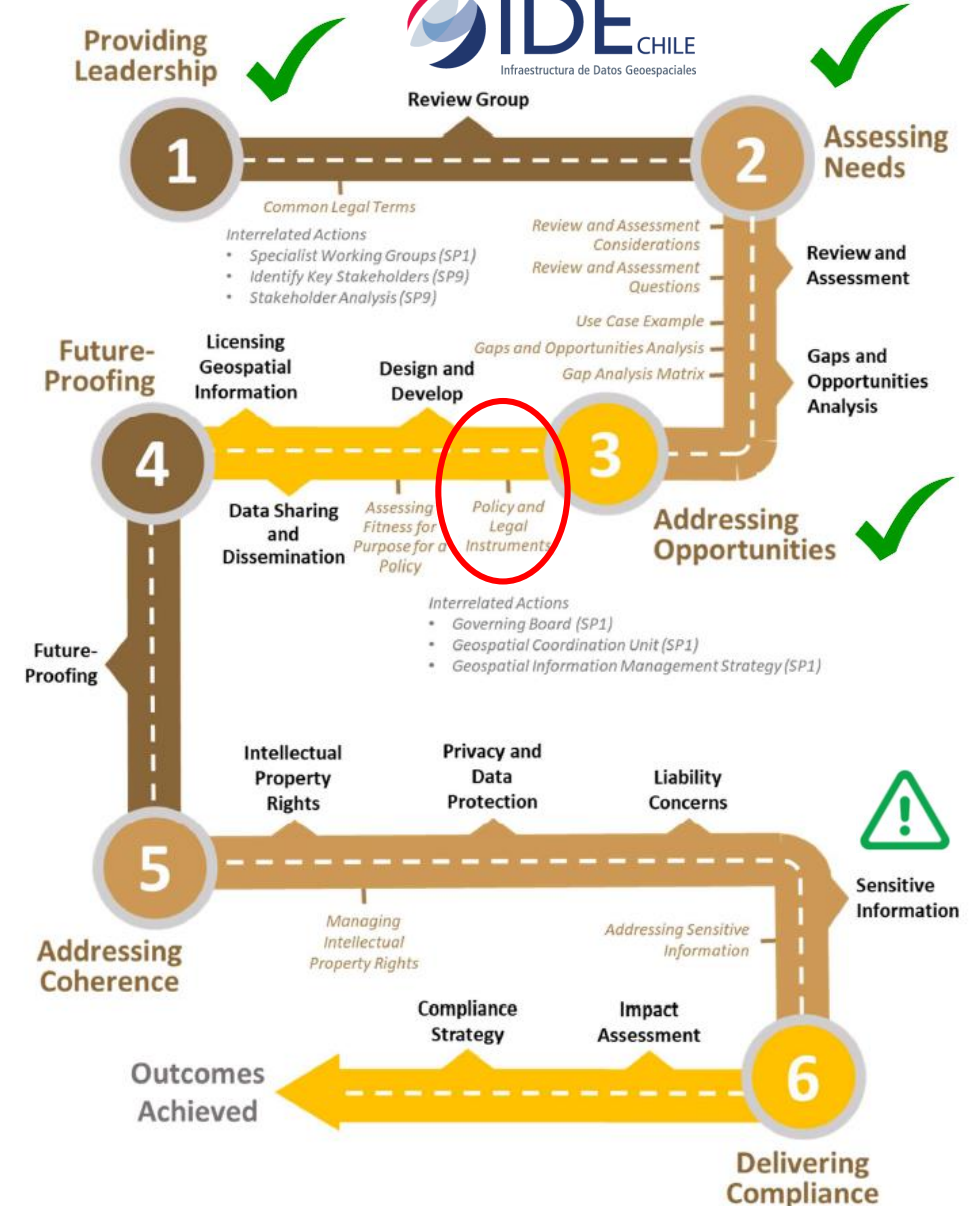 IDE CHILE
Infraestructura de Datos Geoespaciales
Providing
Leadership
Review Group
1
2
Assessing
Needs
Common Legal Terms
Interrelated Actions
• Specialist Working Groups (SP1)
• Identify Key Stakeholders (SP9)
• Stakeholder Analysis (SP9)
Review and Assessment
Considerations
Review and Assessment
Questions
Use Case Example
Gaps and Opportunities Analysis
Gap Analysis Matrix
Review and
Assessment
Gaps and
Opportunities
Analysis
Future-
Proofing
Licensing
Geospatial
Information
Design and
Develop
4
3
Data Sharing
and
Dissemination
Assessing
Fitness for
Purpose for a
Policy
Policy and
Legal
Instruments
Addressing
Opportunities
Interrelated Actions
• Governing Board (SP1)
• Geospatial Coordination Unit (SP1)
• Geospatial Information Management Strategy (SP1)
Future-
Proofing
Intellectual
Property
Rights
Privacy and
Data
Protection
Liability
Concerns
5
Sensitive
Information
Addressing
Coherence
Managing
Intellectual
Property Rights
Addressing Sensitive
Information
Compliance
Strategy
Impact
Assessment
Outcomes
Achieved
6
Delivering
Compliance